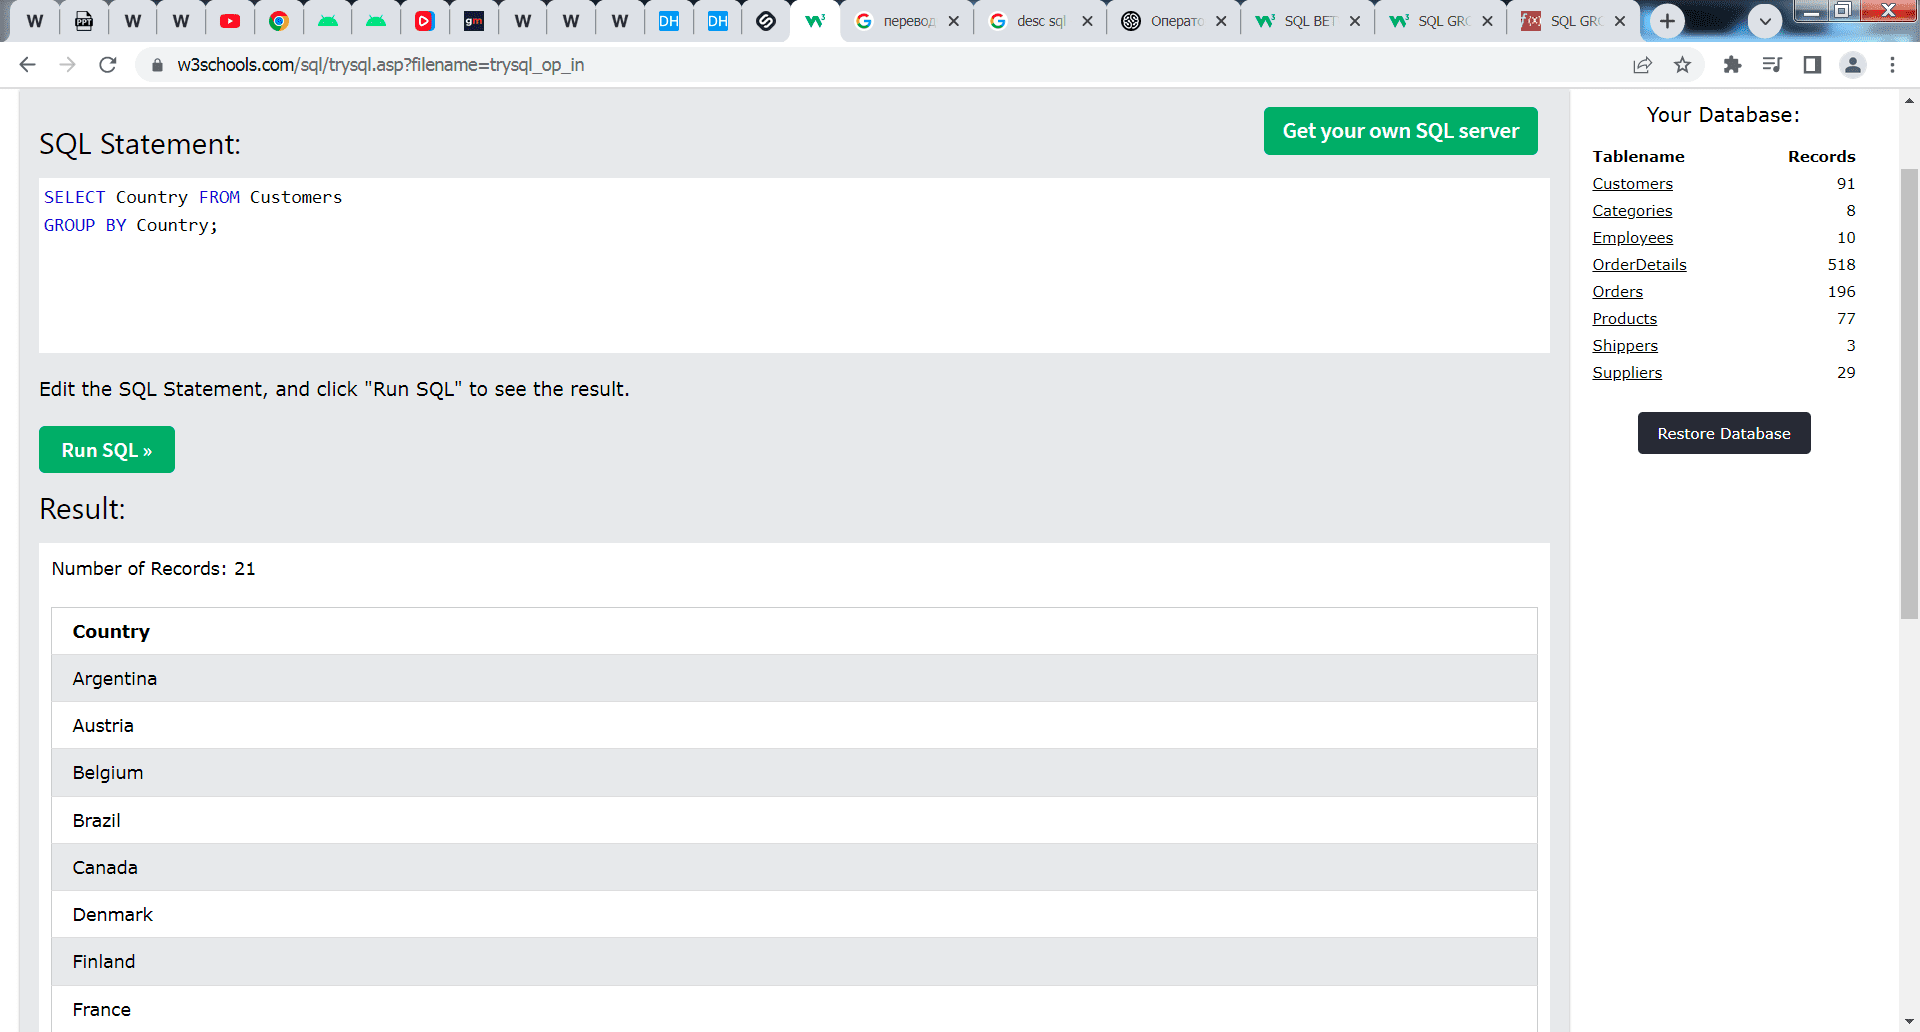 W PPT W W gm W W W DH DH перевод desc sql Операто SQL BET SQL GRO SQL GRO
w3schools.com/sql/trysql.asp?filename=trysql_op_in
SQL Statement:
Get your own SQL server
SELECT Country FROM Customers
GROUP BY Country;
Edit the SQL Statement, and click "Run SQL" to see the result.
Run SQL »
Result:
Number of Records: 21
Country
Argentina
Austria
Belgium
Brazil
Canada
Denmark
Finland
France
Your Database:
Tablename Records
Customers 91
Categories 8
Employees 10
OrderDetails 518
Orders 196
Products 77
Shippers 3
Suppliers 29
Restore Database